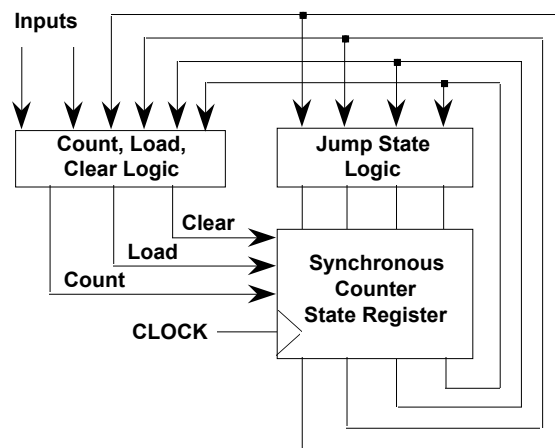 Inputs
Count, Load,
Clear Logic
Jump State
Logic
Clear
Load
Count
Synchronous
Counter
State Register
CLOCK